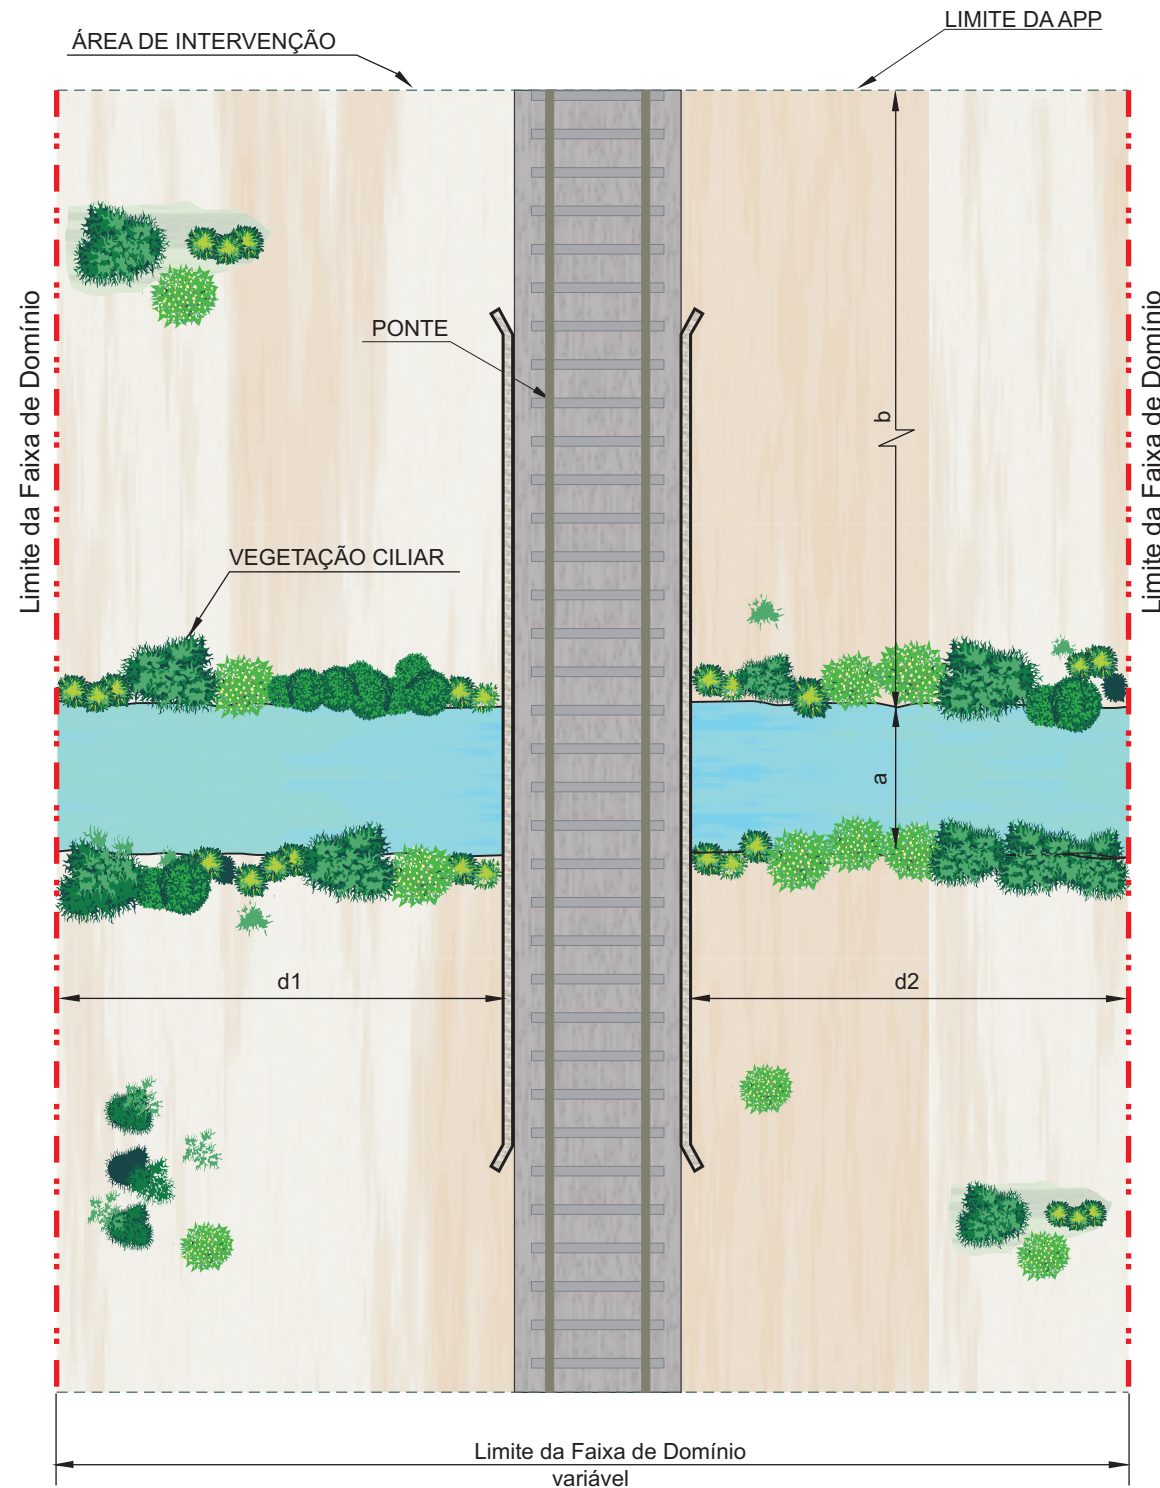 LIMITE DA APP
ÁREA DE INTERVENÇÃO
Limite da Faixa de Domínio
PONTE
b
Limite da Faixa de Domínio
VEGETAÇÃO CILIAR
a
d1
d2
Limite da Faixa de Domínio
variável